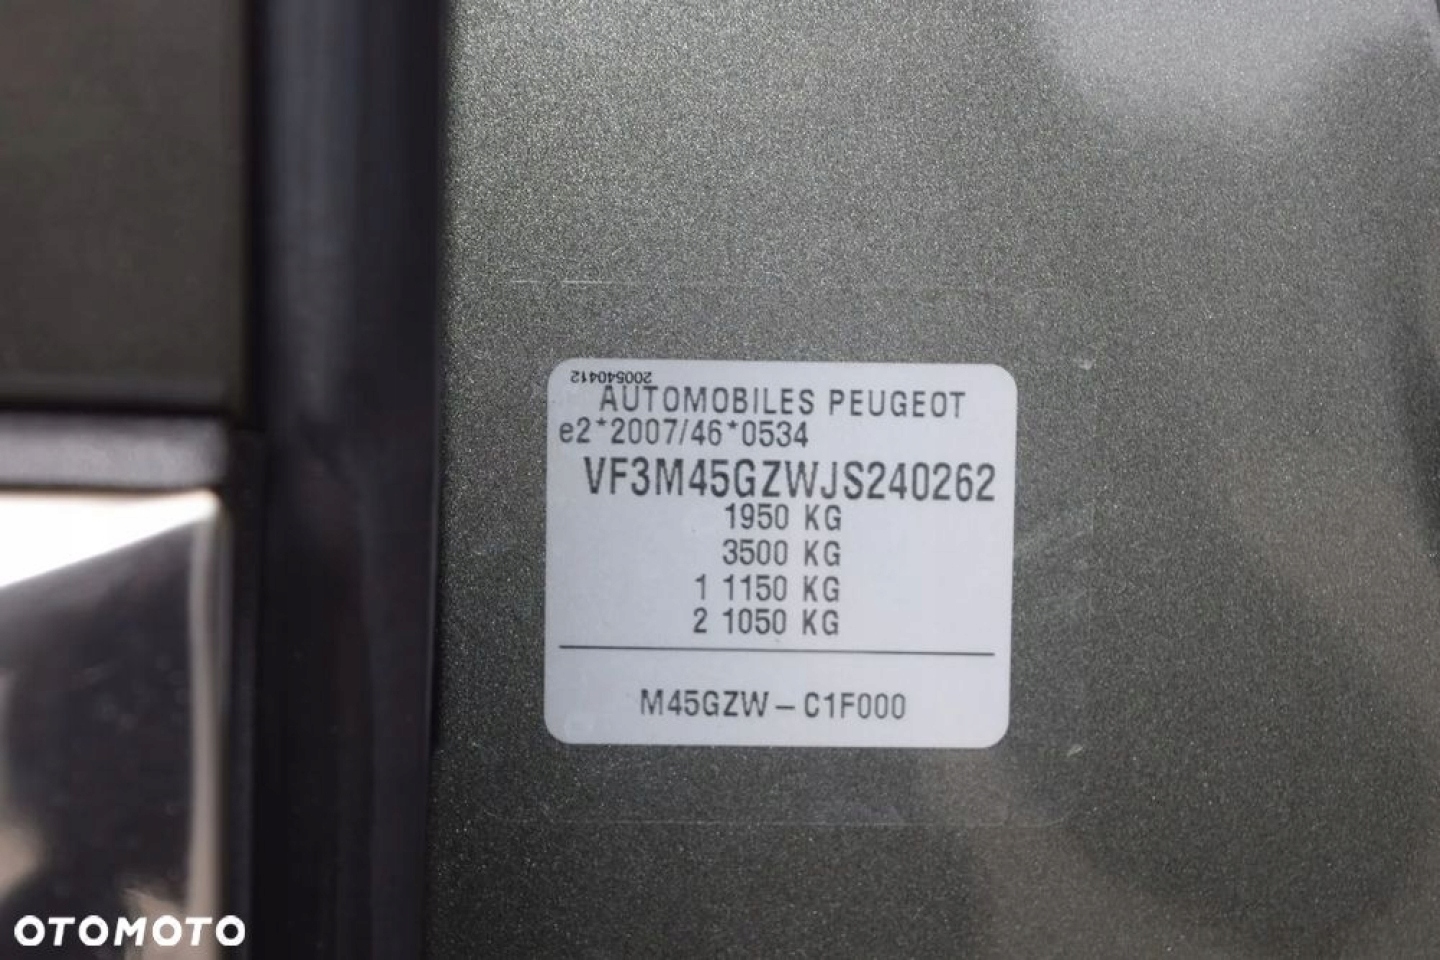 200540412
AUTOMOBILES PEUGEOT
e2*2007/46*0534
VF3M45GZWJS240262
1950 KG
3500 KG
1 1150 KG
2 1050 KG
M45GZW – C1F000
OTOMOTO